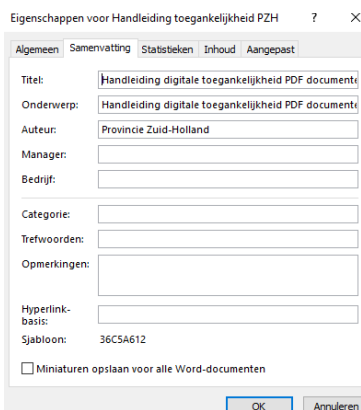 Eigenschappen voor Handleiding toegankelijkheid PZH ? ×
Algemeen Samenvatting Statistieken Inhoud Aangepast
Titel: Handleiding digitale toegankelijkheid PDF documente
Onderwerp: Handleiding digitale toegankelijkheid PDF documente
Auteur: Provincie Zuid-Holland
Manager:
Bedrijf:
Categorie:
Trefwoorden:
Opmerkingen:
Hyperlink-
basis:
Sjabloon: 36C5A612
Miniaturen opslaan voor alle Word-documenten
OK Annuleren